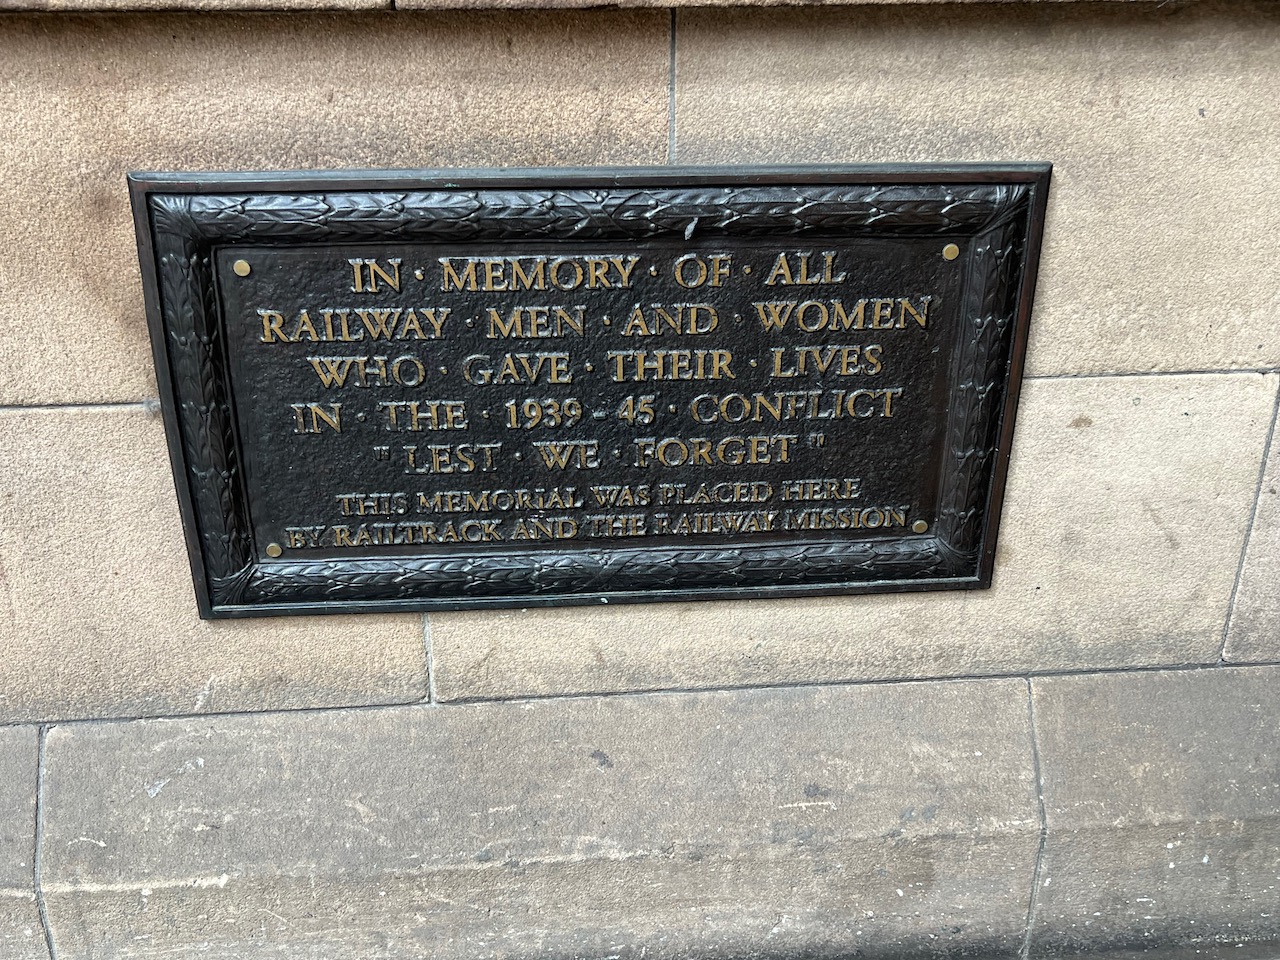 IN · MEMORY · OF · ALL
RAILWAY · MEN · AND · WOMEN
WHO · GAVE · THEIR · LIVES
IN · THE · 1939 - 45 · CONFLICT
"LEST · WE · FORGET"
THIS MEMORIAL WAS PLACED HERE
BY RAILTRACK AND THE RAILWAY MISSION